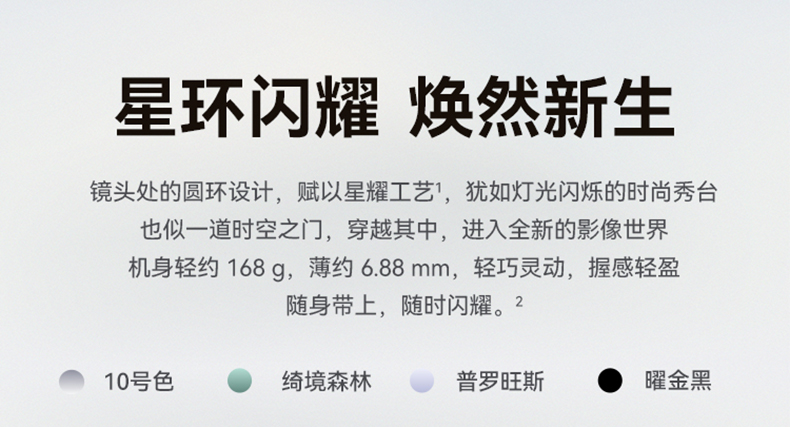 星环闪耀 焕然新生
镜头处的圆环设计，赋以星耀工艺¹，犹如灯光闪烁的时尚秀台
也似一道时空之门，穿越其中，进入全新的影像世界
机身轻约 168 g，薄约 6.88 mm，轻巧灵动，握感轻盈
随身带上，随时闪耀。²
10号色 绮境森林 普罗旺斯 曜金黑